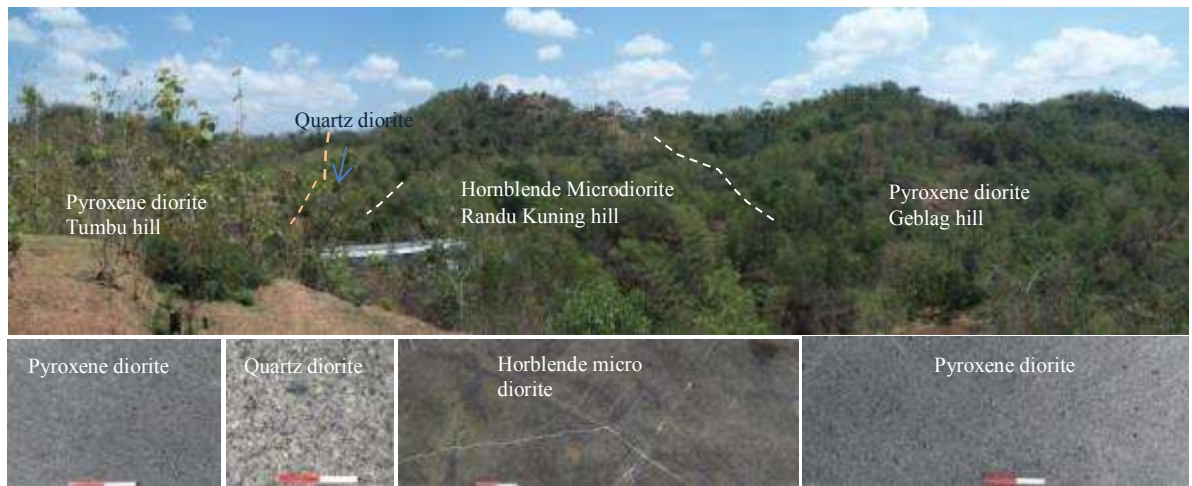 Quartz diorite
Pyroxene diorite
Tumbu hill
Hornblende Microdiorite
Randu Kuning hill
Pyroxene diorite
Geblag hill
Pyroxene diorite
Quartz diorite
Horblende micro
diorite
Pyroxene diorite